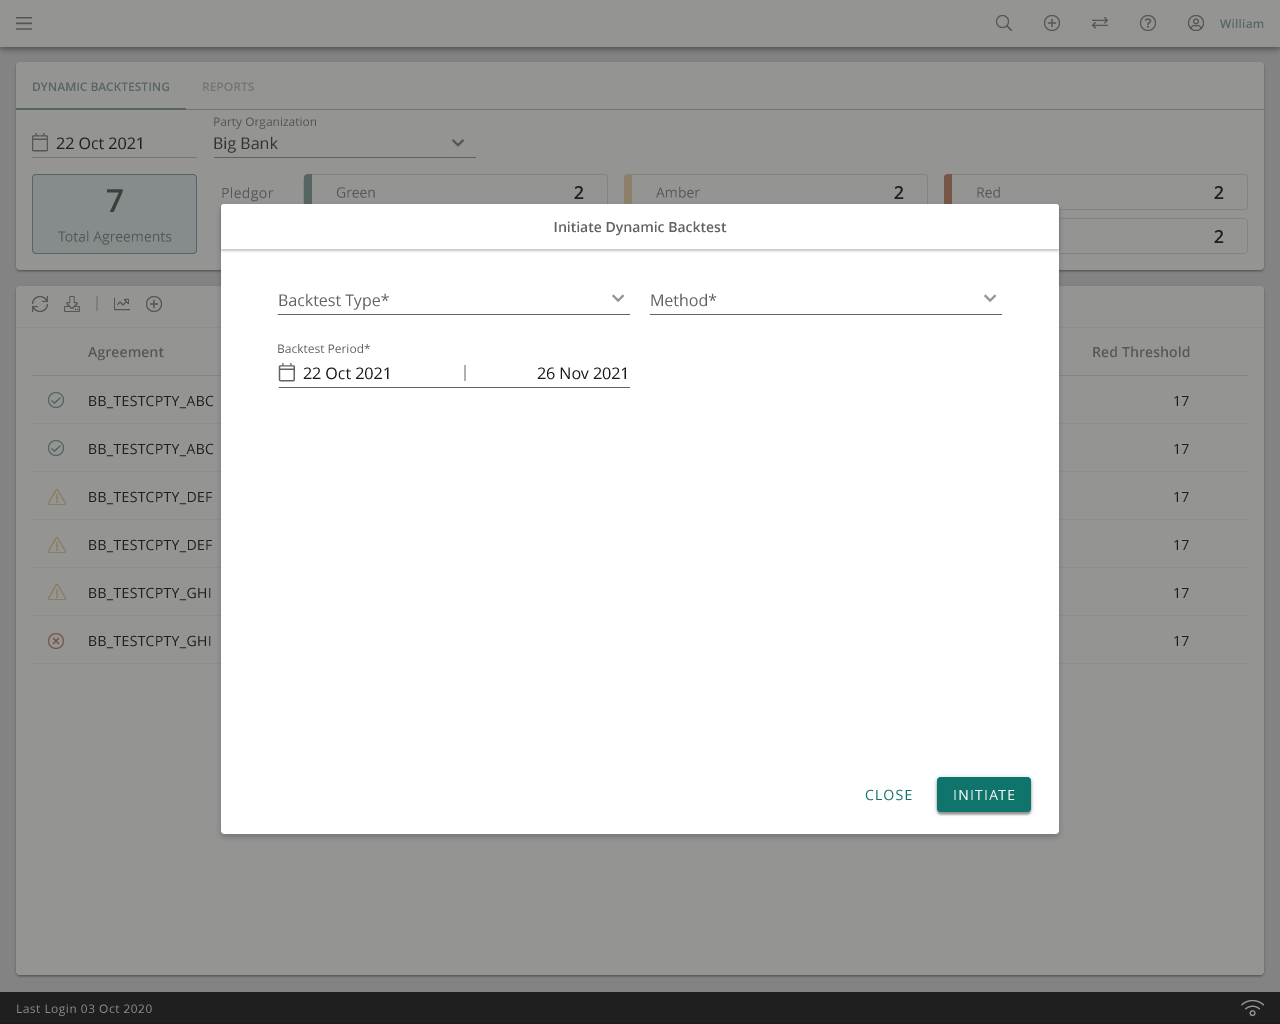 William
DYNAMIC BACKTESTING REPORTS
Party Organization
22 Oct 2021 Big Bank
7
Total Agreements
Pledgor Green 2 Amber 2 Red 2
2
Initiate Dynamic Backtest
Backtest Type* Method*
Backtest Period*
22 Oct 2021 | 26 Nov 2021
Agreement Red Threshold
BB_TESTCPTY_ABC 17
BB_TESTCPTY_ABC 17
BB_TESTCPTY_DEF 17
BB_TESTCPTY_DEF 17
BB_TESTCPTY_GHI 17
BB_TESTCPTY_GHI 17
CLOSE INITIATE
Last Login 03 Oct 2020